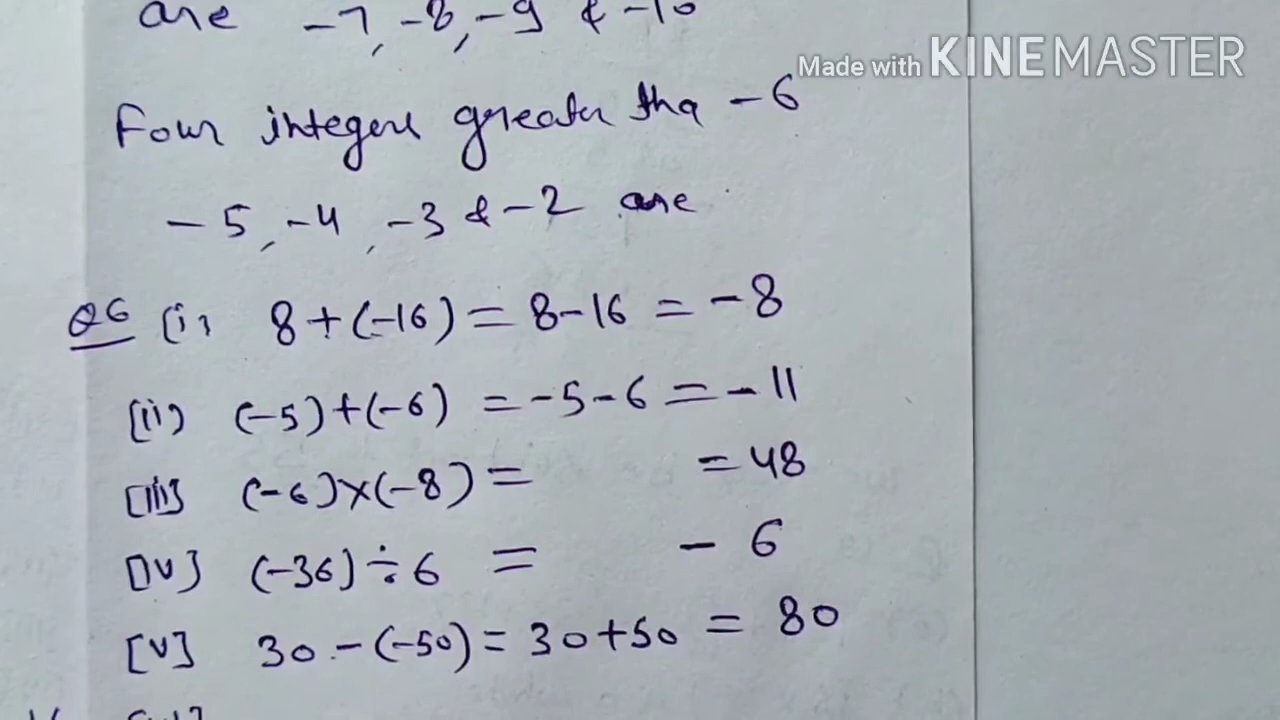 are -7, -8, -9 & -10
Made with KINEMASTER
Four integers greater tha -6
-5, -4, -3 & -2 are
Q6 (i) 8+(-16) = 8-16 = -8
(ii) (-5)+(-6) = -5-6 = -11
[iii] (-6)×(-8) = = 48
[iv] (-36)÷6 = - 6
[v] 30-(-50) = 30+50 = 80